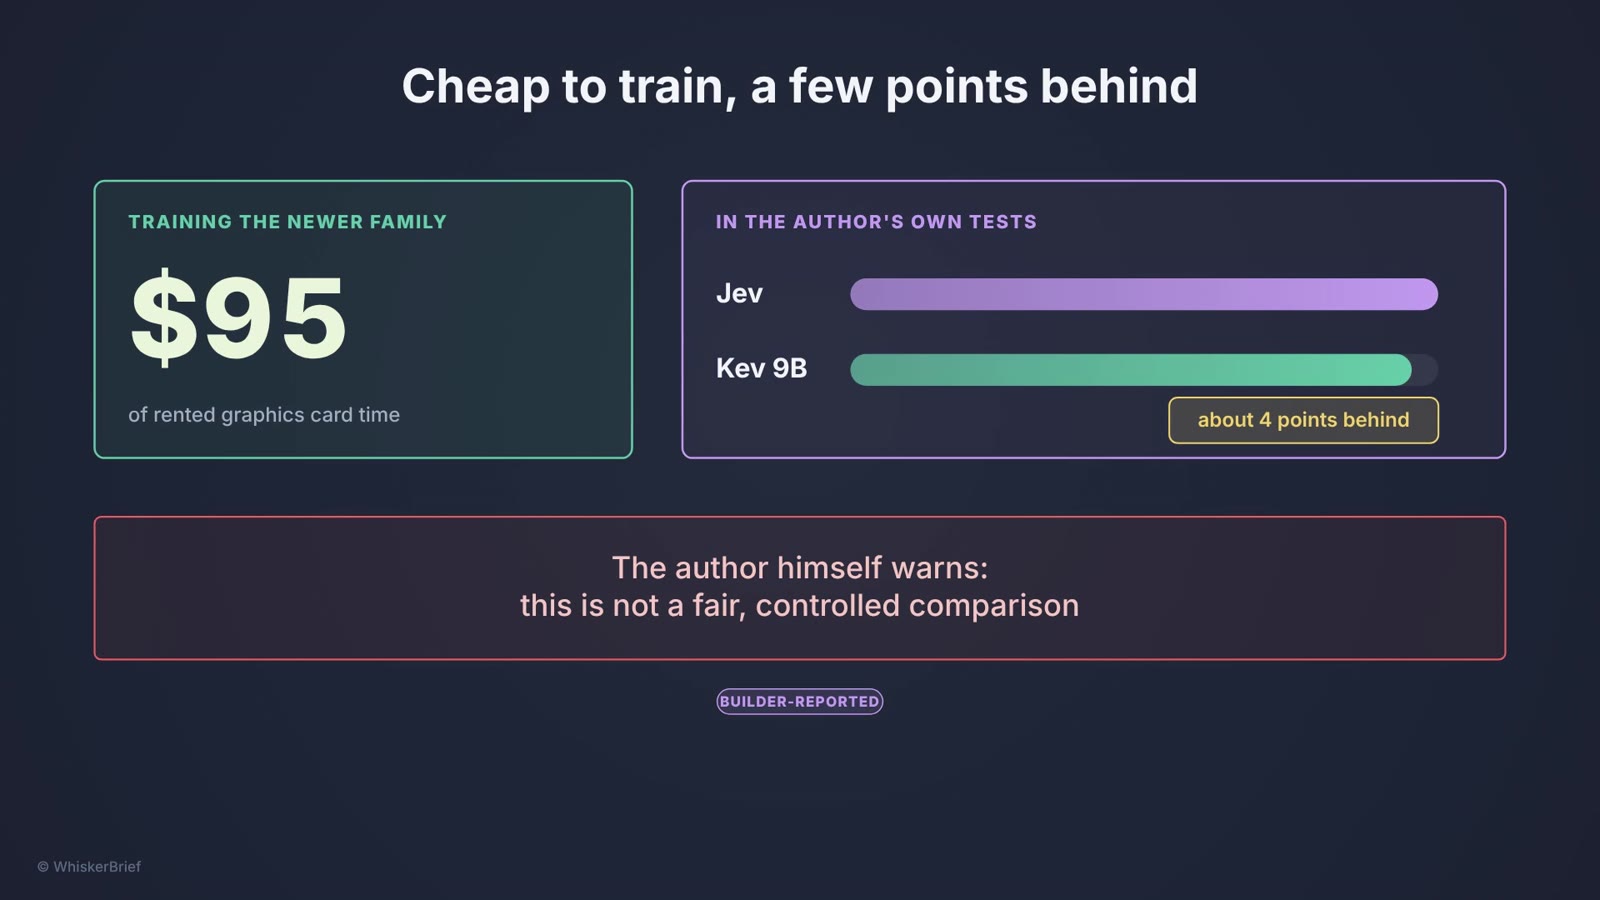 Cheap to train, a few points behind
TRAINING THE NEWER FAMILY
$95
of rented graphics card time
IN THE AUTHOR'S OWN TESTS
Jev
Kev 9B
about 4 points behind
The author himself warns:
this is not a fair, controlled comparison
BUILDER-REPORTED
© WhiskerBrief